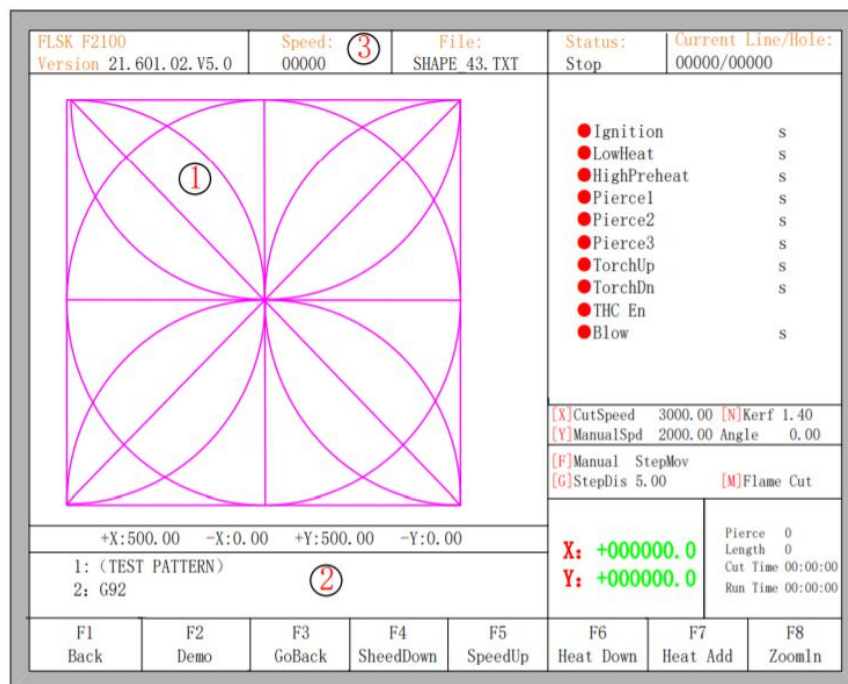 FLSK F2100
Version 21.601.02.V5.0
Speed:
00000
③
File:
SHAPE_43.TXT
Status:
Stop
Current Line/Hole:
00000/00000
①
Ignition s
LowHeat s
HighPreheat s
Pierce1 s
Pierce2 s
Pierce3 s
TorchUp s
TorchDn s
THC En
Blow s
[X]CutSpeed 3000.00 [N]Kerf 1.40
[Y]ManualSpd 2000.00 Angle 0.00
[F]Manual StepMov
[G]StepDis 5.00 [M]Flame Cut
+X:500.00 -X:0.00 +Y:500.00 -Y:0.00
1: (TEST PATTERN)
2: G92
②
X: +000000.0
Y: +000000.0
Pierce 0
Length 0
Cut Time 00:00:00
Run Time 00:00:00
F1
Back
F2
Demo
F3
GoBack
F4
SheedDown
F5
SpeedUp
F6
Heat Down
F7
Heat Add
F8
ZoomIn